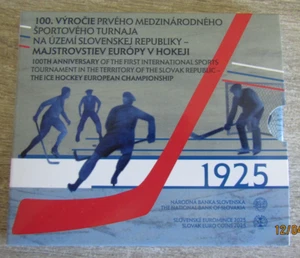 100. VÝROČIE PRVÉHO MEDZINÁRODNÉHO
ŠPORTOVÉHO TURNAJA
NA ÚZEMÍ SLOVENSKEJ REPUBLIKY –
MAJSTROVSTIEV EURÓPY V HOKEJI
100TH ANNIVERSARY OF THE FIRST INTERNATIONAL SPORTS
TOURNAMENT IN THE TERRITORY OF THE SLOVAK REPUBLIC –
THE ICE HOCKEY EUROPEAN CHAMPIONSHIP
1925
NÁRODNÁ BANKA SLOVENSKA
THE NATIONAL BANK OF SLOVAKIA
SLOVENSKÉ EUROMINCE 2025
SLOVAK EURO COINS 2025